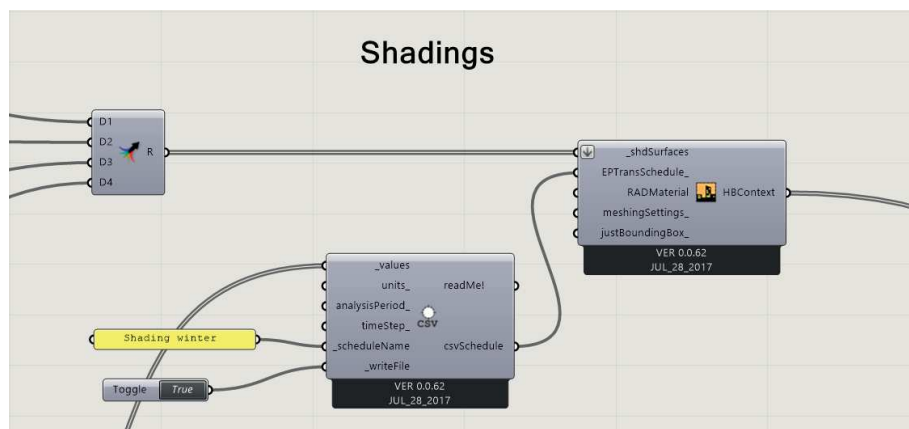 Shadings
D1
D2
D3
D4
R
_shdSurfaces
EPTransSchedule_
RADMaterial
meshingSettings_
justBoundingBox_
HBContext
VER 0.0.62
JUL_28_2017
_values
units_
analysisPeriod_
timeStep_
_scheduleName
_writeFile
readMe!
CSV
csvSchedule
VER 0.0.62
JUL_28_2017
Shading winter
Toggle True